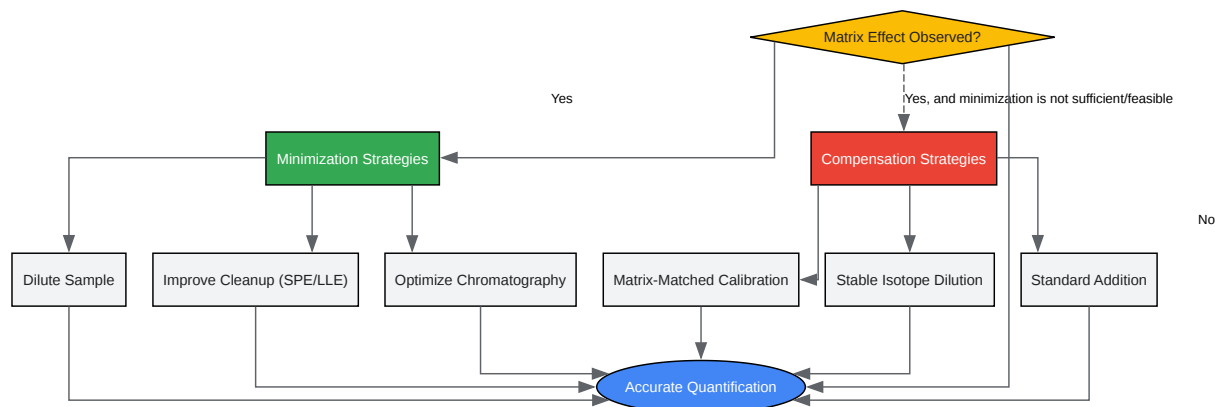 Matrix Effect Observed?
Yes
Yes, and minimization is not sufficient/feasible
Minimization Strategies
Compensation Strategies
No
Dilute Sample
Improve Cleanup (SPE/LLE)
Optimize Chromatography
Matrix-Matched Calibration
Stable Isotope Dilution
Standard Addition
Accurate Quantification